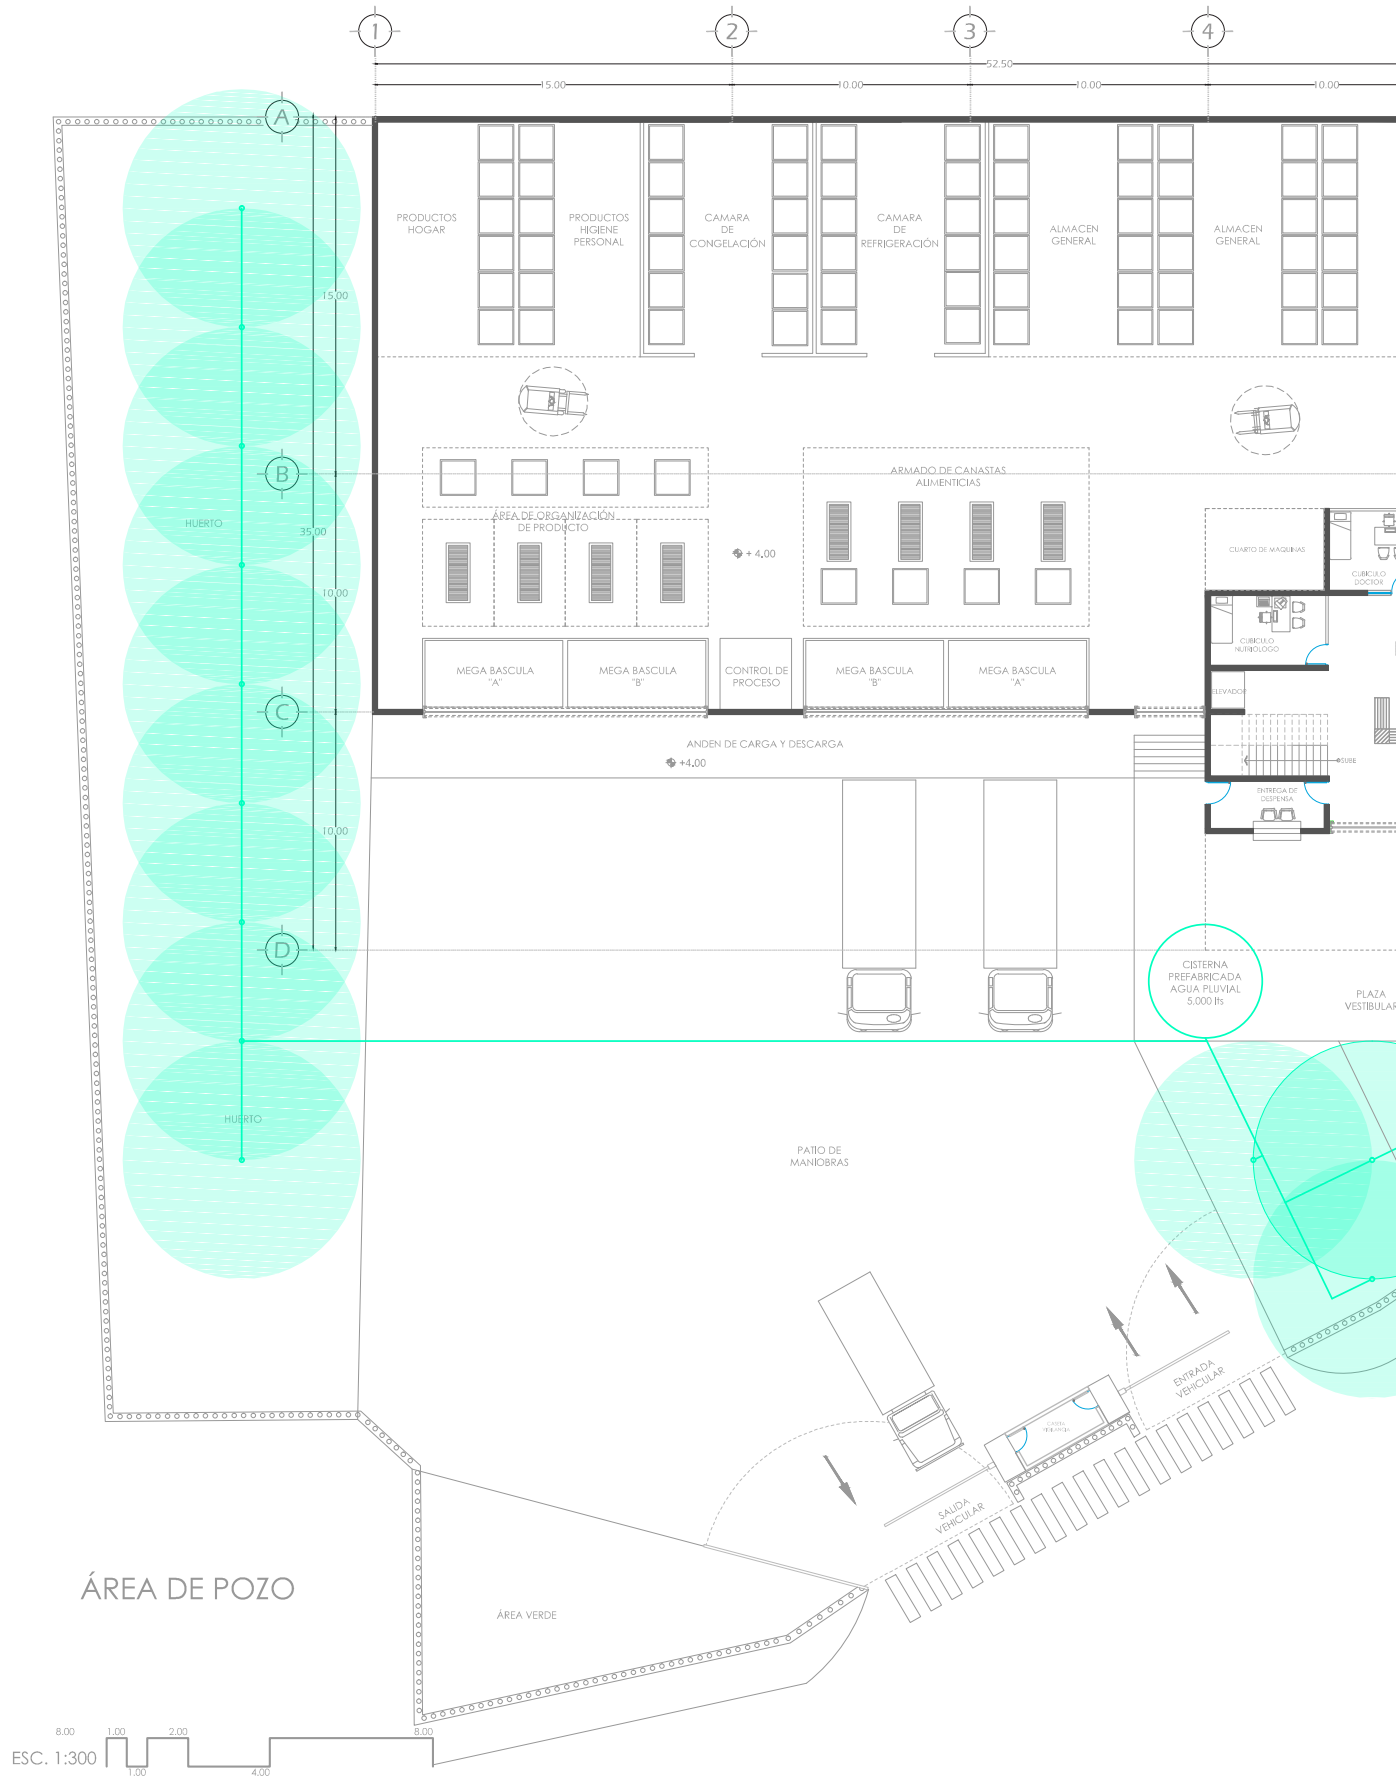 1
2
3
4
52.50
15.00
10.00
10.00
10.00
A
PRODUCTOS
HOGAR
PRODUCTOS
HIGIENE
PERSONAL
CAMARA
DE
CONGELACIÓN
CAMARA
DE
REFRIGERACIÓN
ALMACEN
GENERAL
ALMACEN
GENERAL
15.00
B
ARMADO DE CANASTAS
ALIMENTICIAS
HUERTO
35.00
ÁREA DE ORGANIZACIÓN
DE PRODUCTO
+ 4.00
CUARTO DE MAQUINAS
CUBICULO
DOCTOR
10.00
CUBICULO
NUTRIOLOGO
MEGA BASCULA
"A"
MEGA BASCULA
"B"
CONTROL DE
PROCESO
MEGA BASCULA
"B"
MEGA BASCULA
"A"
ELEVADOR
C
ANDEN DE CARGA Y DESCARGA
+4.00
SUBE
ENTREGA DE
DESPENSA
10.00
D
CISTERNA
PREFABRICADA
AGUA PLUVIAL
5,000 lts
PLAZA
VESTIBULAR
HUERTO
PATIO DE
MANIOBRAS
ENTRADA
VEHICULAR
CASETA
VIGILANCIA
SALIDA
VEHICULAR
ÁREA DE POZO
ÁREA VERDE
8.00
1.00
2.00
8.00
ESC. 1:300
1.00
4.00